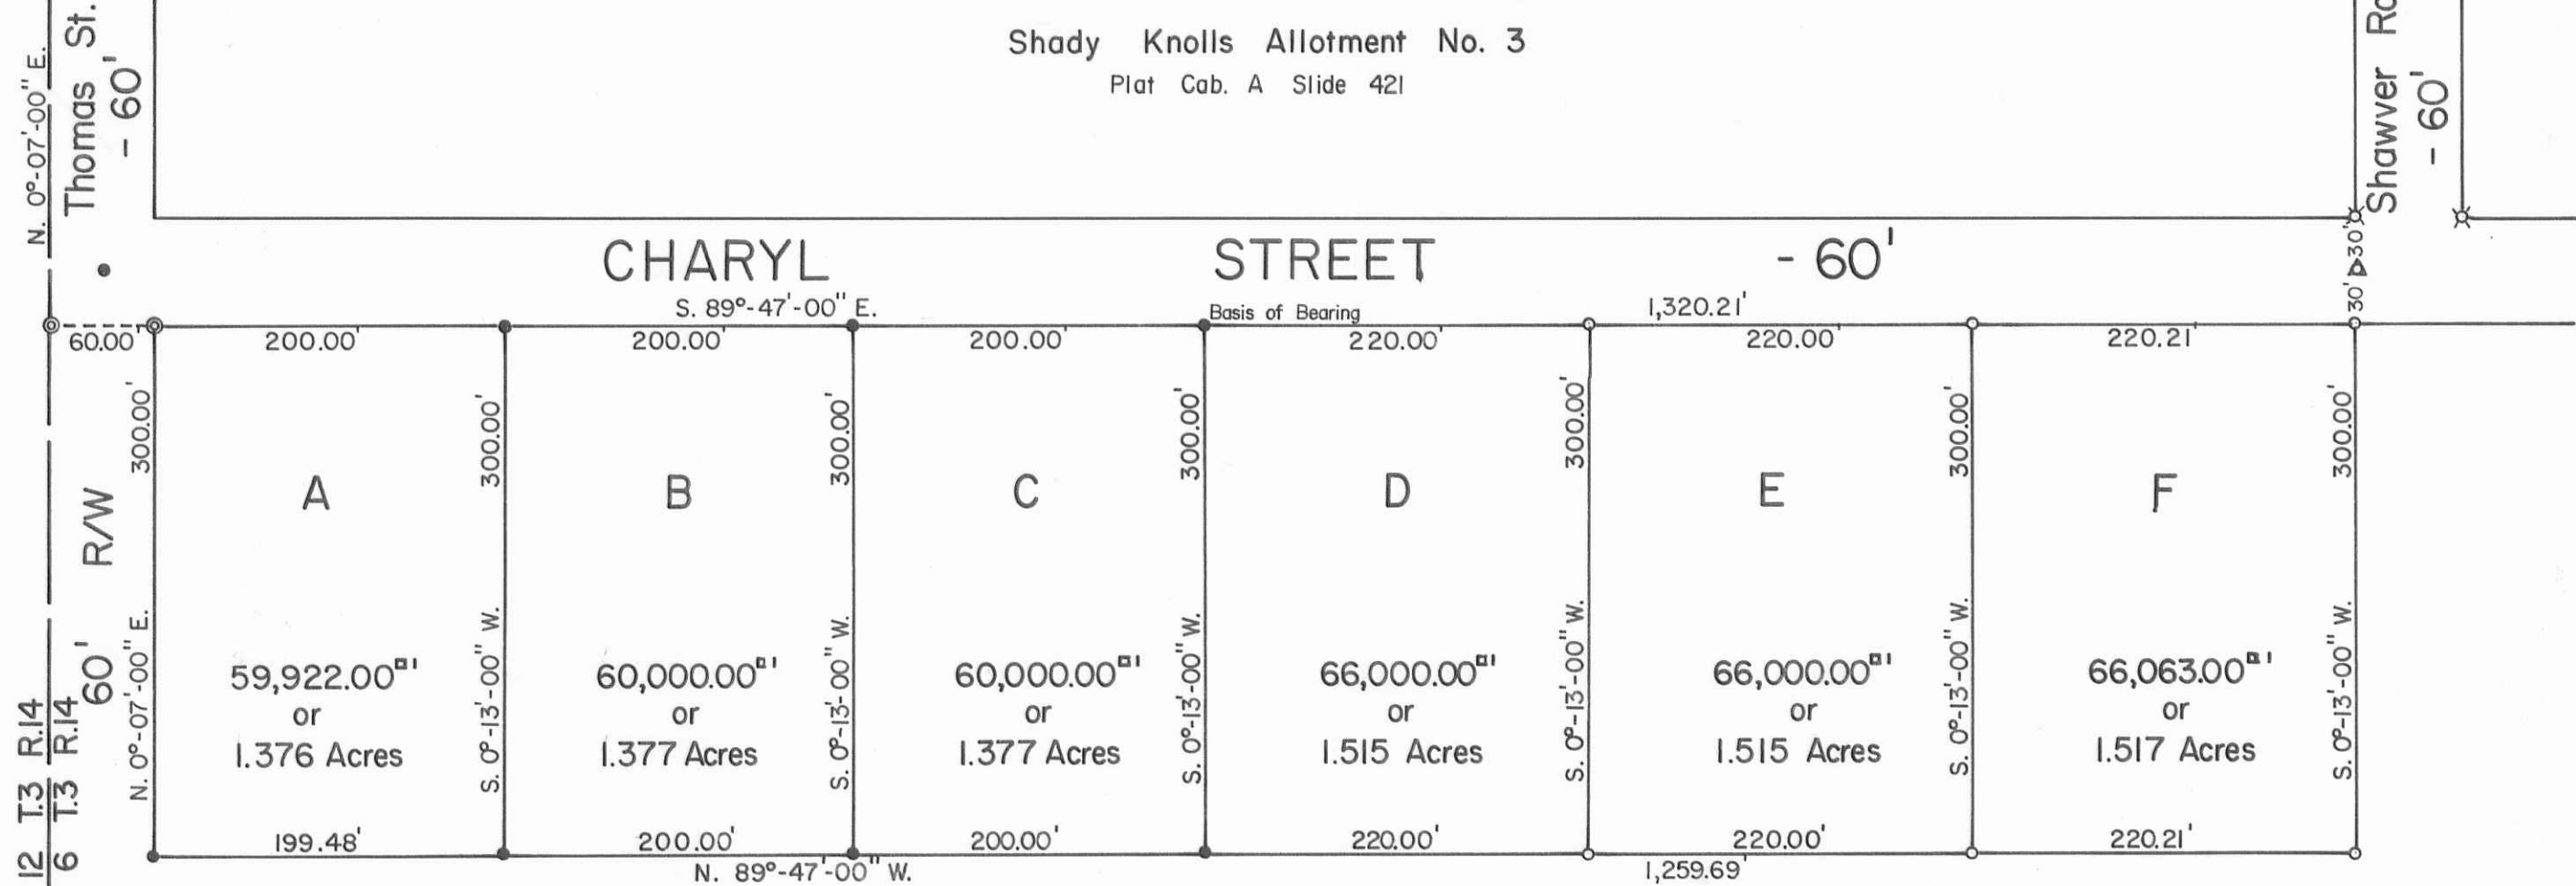 Shady Knolls Allotment No. 3
Plat Cab. A Slide 421
N. 0°-07'-00" E.
Thomas St.
- 60'
Shawver
- 60'
CHARYL STREET - 60'
S. 89°-47'-00" E.
Basis of Bearing
1,320.21'
30' 30'
60.00'
200.00'
200.00'
200.00'
220.00'
220.00'
220.21'
300.00'
300.00'
300.00'
300.00'
300.00'
300.00'
300.00'
R/W
60'
A
B
C
D
E
F
N. 0°-07'-00" E.
S. 0°-13'-00" W.
S. 0°-13'-00" W.
S. 0°-13'-00" W.
S. 0°-13'-00" W.
S. 0°-13'-00" W.
S. 0°-13'-00" W.
59,922.00
or
1.376 Acres
60,000.00
or
1.377 Acres
60,000.00
or
1.377 Acres
66,000.00
or
1.515 Acres
66,000.00
or
1.515 Acres
66,063.00
or
1.517 Acres
12 T.3 R.14
6 T.3 R.14
199.48'
200.00'
200.00'
220.00'
220.00'
220.21'
N. 89°-47'-00" W.
1,259.69'